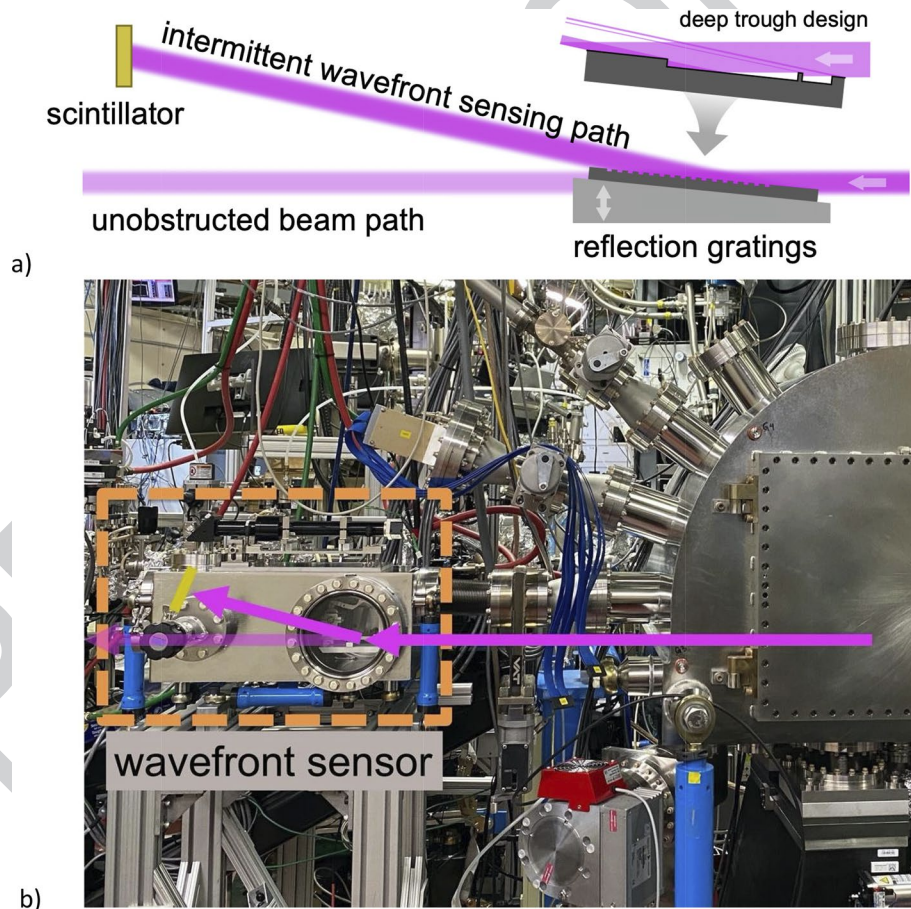 deep trough design
intermittent wavefront sensing path
scintillator
unobstructed beam path
reflection gratings
a)
wavefront sensor
b)